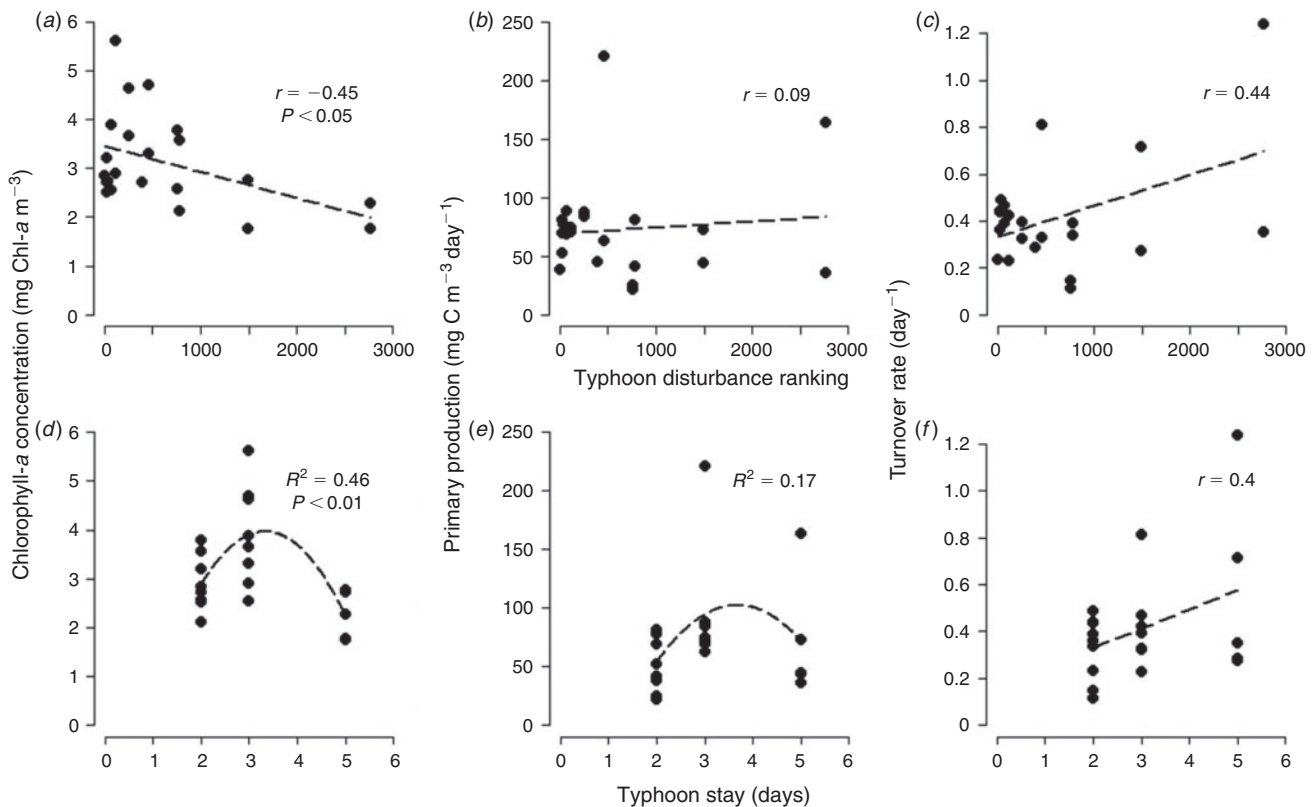 (a)
Chlorophyll-a concentration (mg Chl-a m−3)
6
5
4
3
2
1
0
r = −0.45
P < 0.05
0
1000
2000
3000
(b)
Primary production (mg C m−3 day−1)
250
200
150
100
50
0
r = 0.09
0
1000
2000
3000
Typhoon disturbance ranking
(c)
Turnover rate (day−1)
1.2
1.0
0.8
0.6
0.4
0.2
0
r = 0.44
0
1000
2000
3000
(d)
6
5
4
3
2
1
0
R2 = 0.46
P < 0.01
0 1 2 3 4 5 6
(e)
250
200
150
100
50
0
R2 = 0.17
0 1 2 3 4 5 6
Typhoon stay (days)
(f)
1.2
1.0
0.8
0.6
0.4
0.2
0
r = 0.4
0 1 2 3 4 5 6